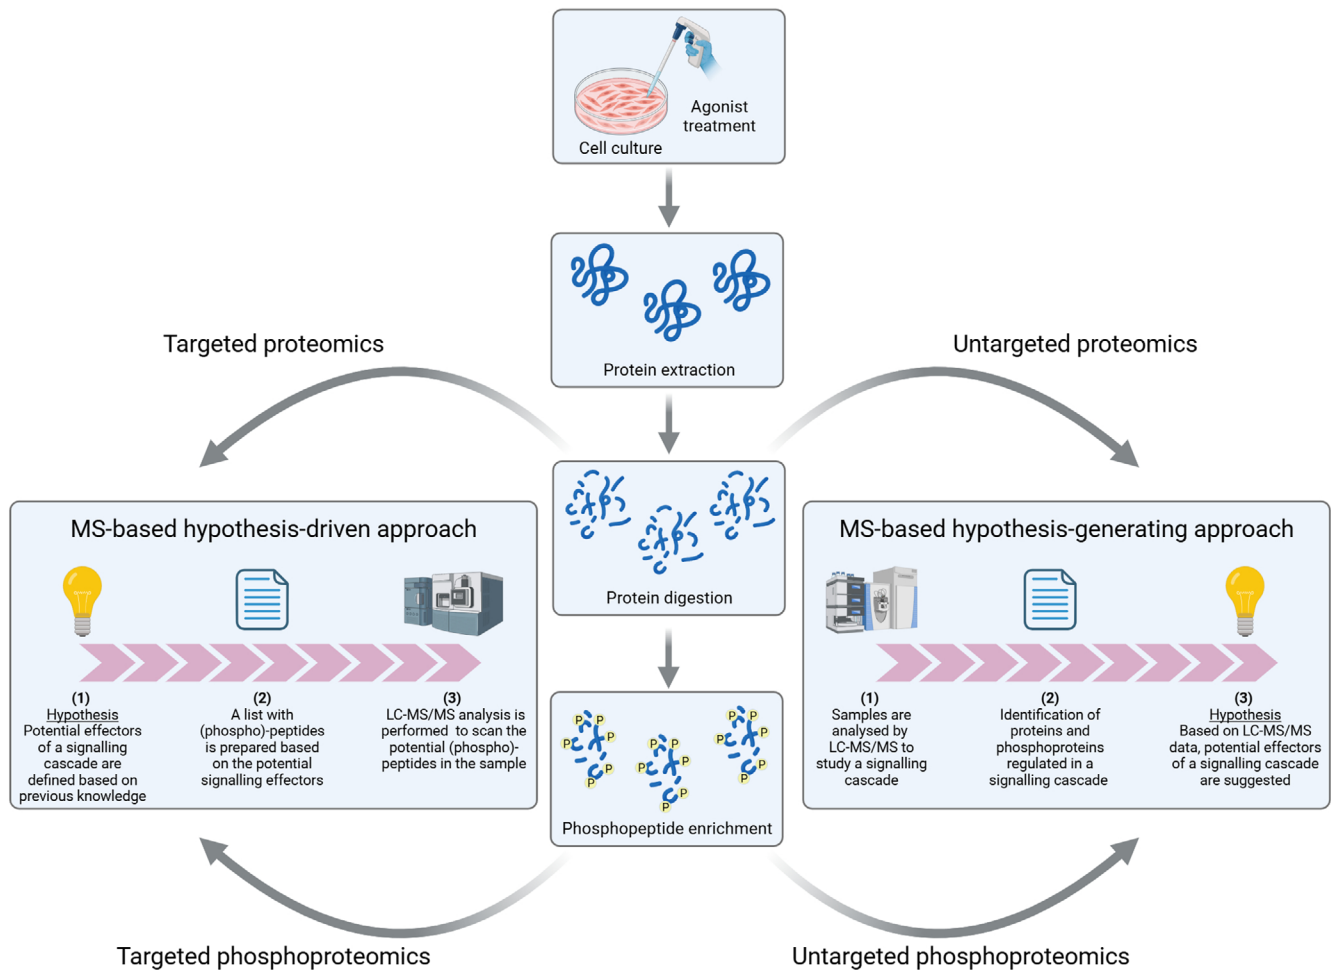 Agonist
treatment
Cell culture
Protein extraction
Targeted proteomics
Untargeted proteomics
Protein digestion
MS-based hypothesis-driven approach
(1)
Hypothesis
Potential effectors
of a signalling
cascade are
defined based on
previous knowledge
(2)
A list with
(phospho)-peptides
is prepared based
on the potential
signalling effectors
(3)
LC-MS/MS analysis is
performed to scan the
potential (phospho)-
peptides in the sample
MS-based hypothesis-generating approach
(1)
Samples are
analysed by
LC-MS/MS to
study a signalling
cascade
(2)
Identification of
proteins and
phosphoproteins
regulated in a
signalling cascade
(3)
Hypothesis
Based on LC-MS/MS
data, potential effectors
of a signalling cascade
are suggested
P P
P P
P
P
P P
P P
P
P
P P
P P
P
P
Phosphopeptide enrichment
Targeted phosphoproteomics
Untargeted phosphoproteomics